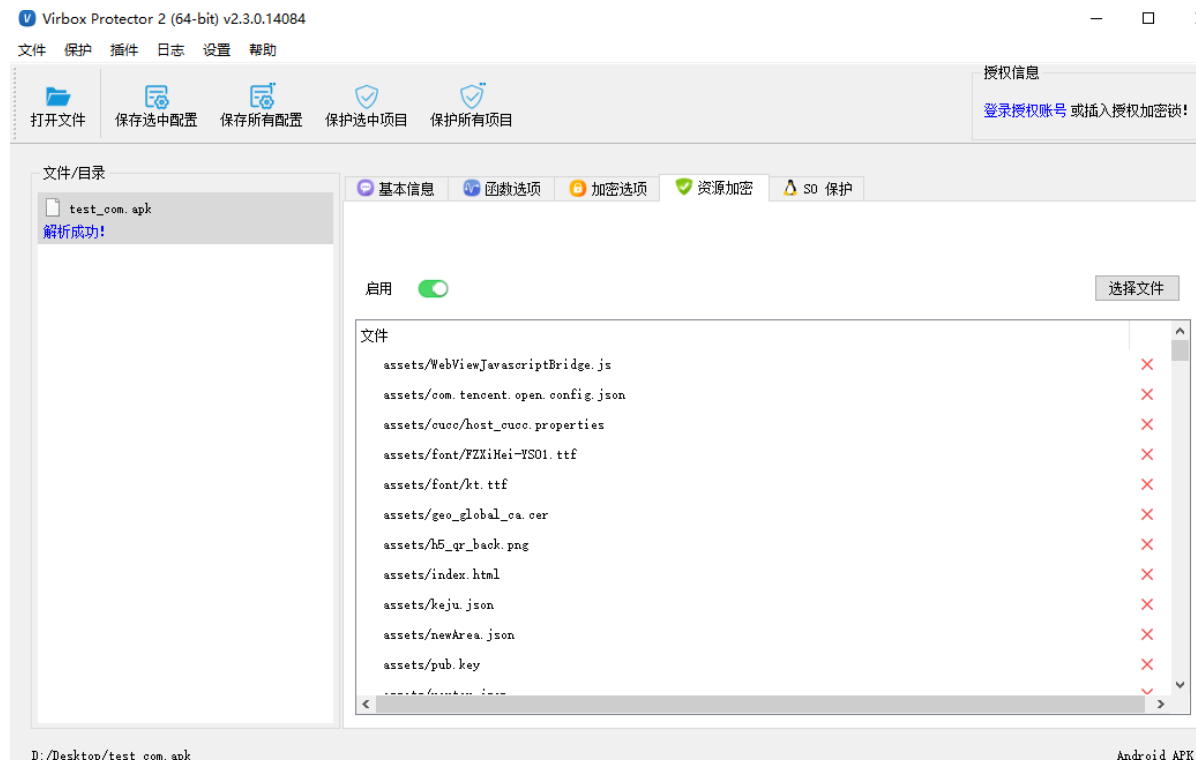 Virbox Protector 2 (64-bit) v2.3.0.14084
文件 保护 插件 日志 设置 帮助
授权信息
打开文件 保存选中配置 保存所有配置 保护选中项目 保护所有项目
登录授权账号 或插入授权加密锁!
文件/目录
test_com.apk
解析成功!
基本信息 函数选项 加密选项 资源加密 SO 保护
启用 选择文件
文件
assets/WebViewJavascriptBridge.js
assets/com.tencent.open.config.json
assets/cucc/host_cucc.properties
assets/font/FZXiHei-YS01.ttf
assets/font/kt.ttf
assets/geo_global_ca.cer
assets/h5_qr_back.png
assets/index.html
assets/keju.json
assets/newArea.json
assets/pub.key
D:/Desktop/test_com.apk Android APK